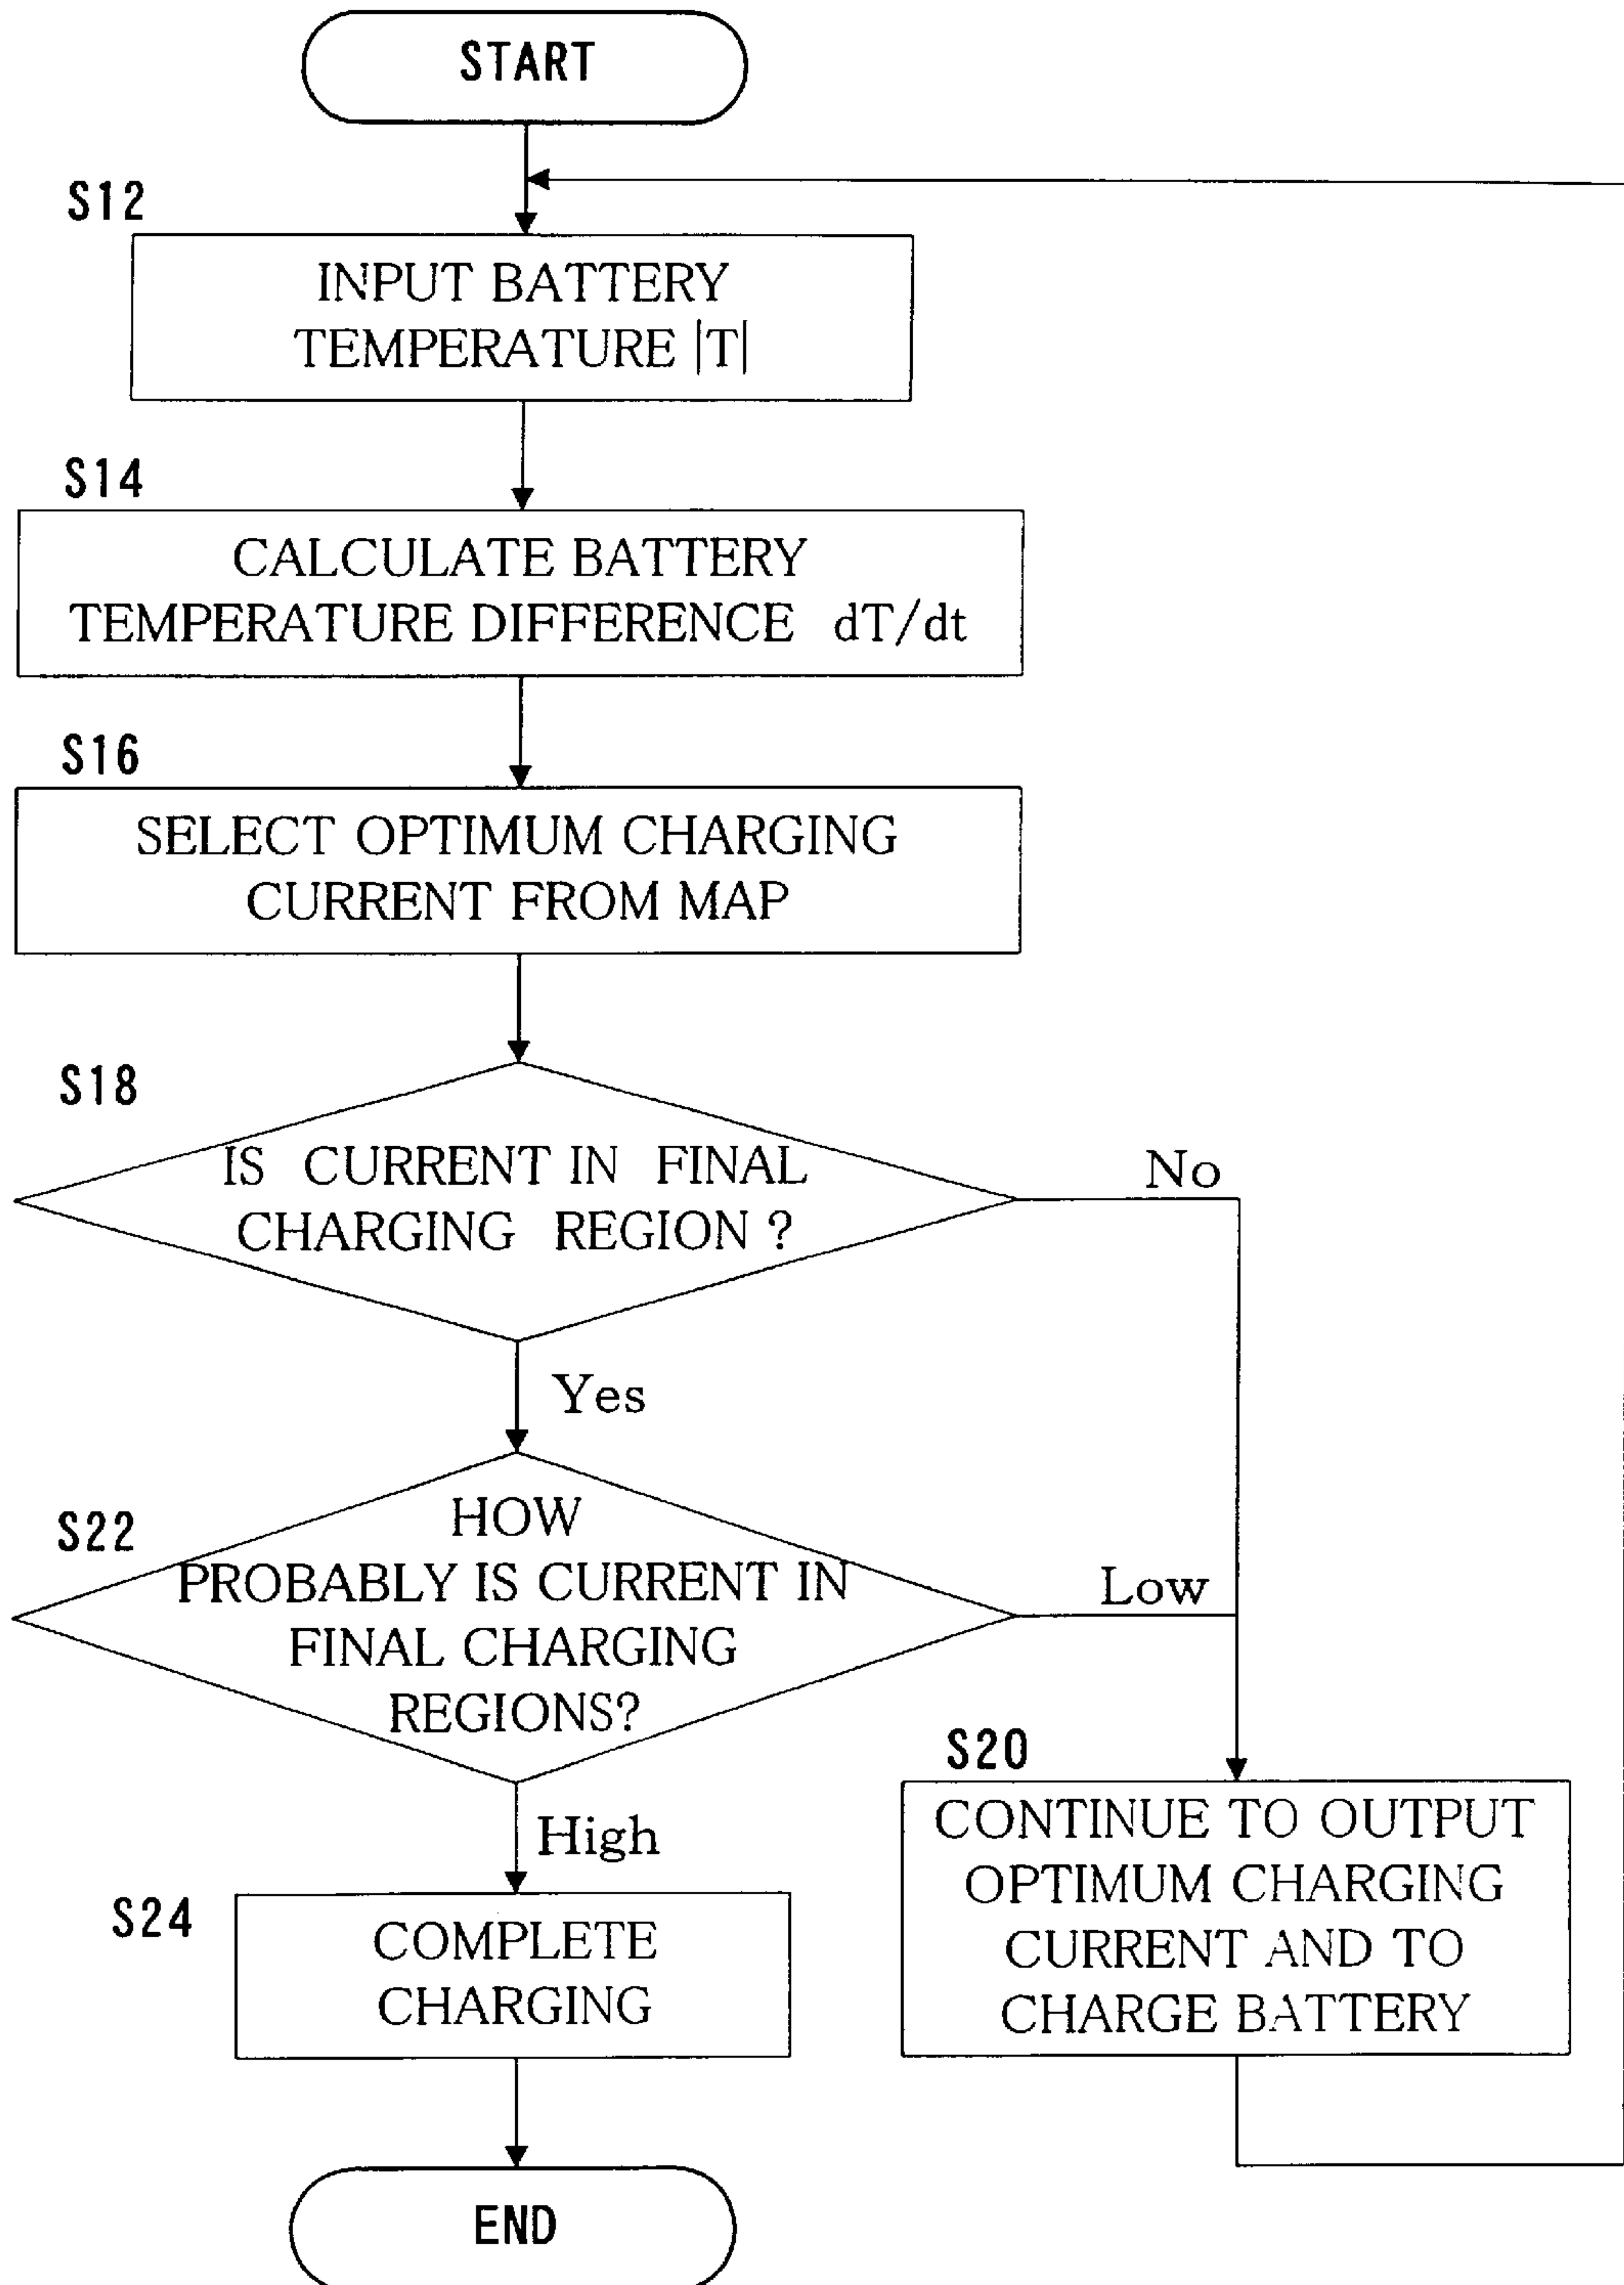 START
S12
INPUT BATTERY
TEMPERATURE |T|
S14
CALCULATE BATTERY
TEMPERATURE DIFFERENCE dT/dt
S16
SELECT OPTIMUM CHARGING
CURRENT FROM MAP
S18
IS CURRENT IN FINAL
CHARGING REGION ?
No
Yes
S22
HOW
PROBABLY IS CURRENT IN
FINAL CHARGING
REGIONS?
Low
High
S20
CONTINUE TO OUTPUT
OPTIMUM CHARGING
CURRENT AND TO
CHARGE BATTERY
S24
COMPLETE
CHARGING
END